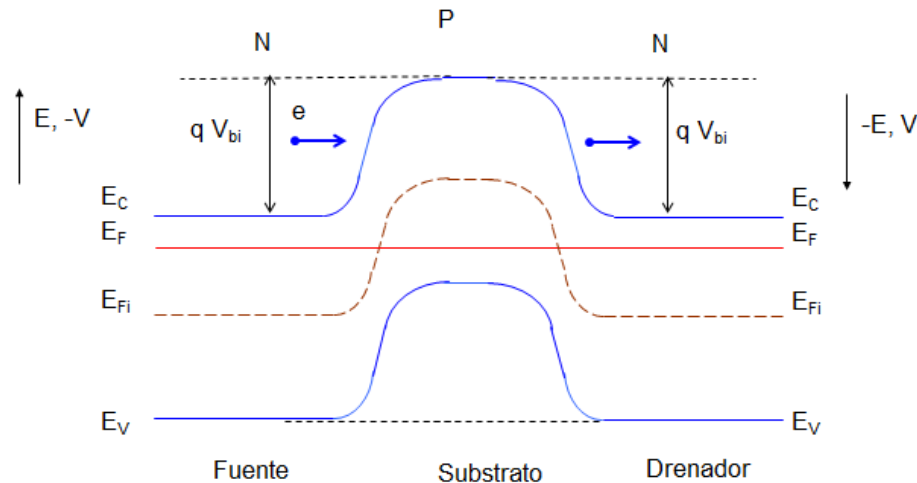 P
N
N
E, -V
q V_bi
e
q V_bi
-E, V
E_C
E_C
E_F
E_F
E_Fi
E_Fi
E_V
E_V
Fuente
Substrato
Drenador